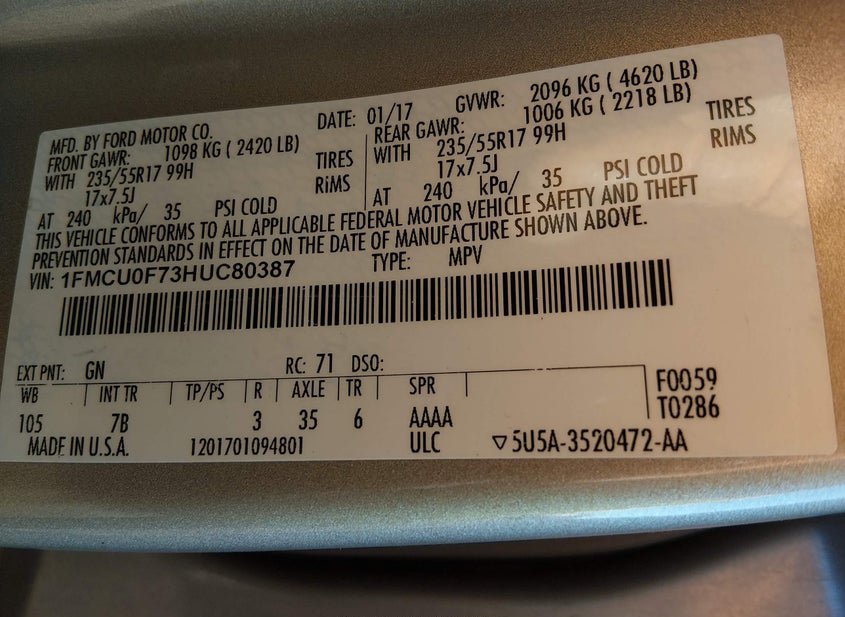 MFD. BY FORD MOTOR CO.
DATE: 01/17
GVWR: 2096 KG ( 4620 LB)
FRONT GAWR: 1098 KG ( 2420 LB)
WITH 235/55R17 99H TIRES
17x7.5J RiMS
AT 240 kPa/ 35 PSI COLD
REAR GAWR: 1006 KG ( 2218 LB)
WITH 235/55R17 99H TIRES
17x7.5J RIMS
AT 240 kPa/ 35 PSI COLD
THIS VEHICLE CONFORMS TO ALL APPLICABLE FEDERAL MOTOR VEHICLE SAFETY AND THEFT
PREVENTION STANDARDS IN EFFECT ON THE DATE OF MANUFACTURE SHOWN ABOVE.
VIN: 1FMCU0F73HUC80387 TYPE: MPV
EXT PNT: GN RC: 71 DSO:
WB INT TR TP/PS R AXLE TR SPR F0059
105 7B 3 35 6 AAAA T0286
MADE IN U.S.A. 1201701094801 ULC ▽5U5A-3520472-AA